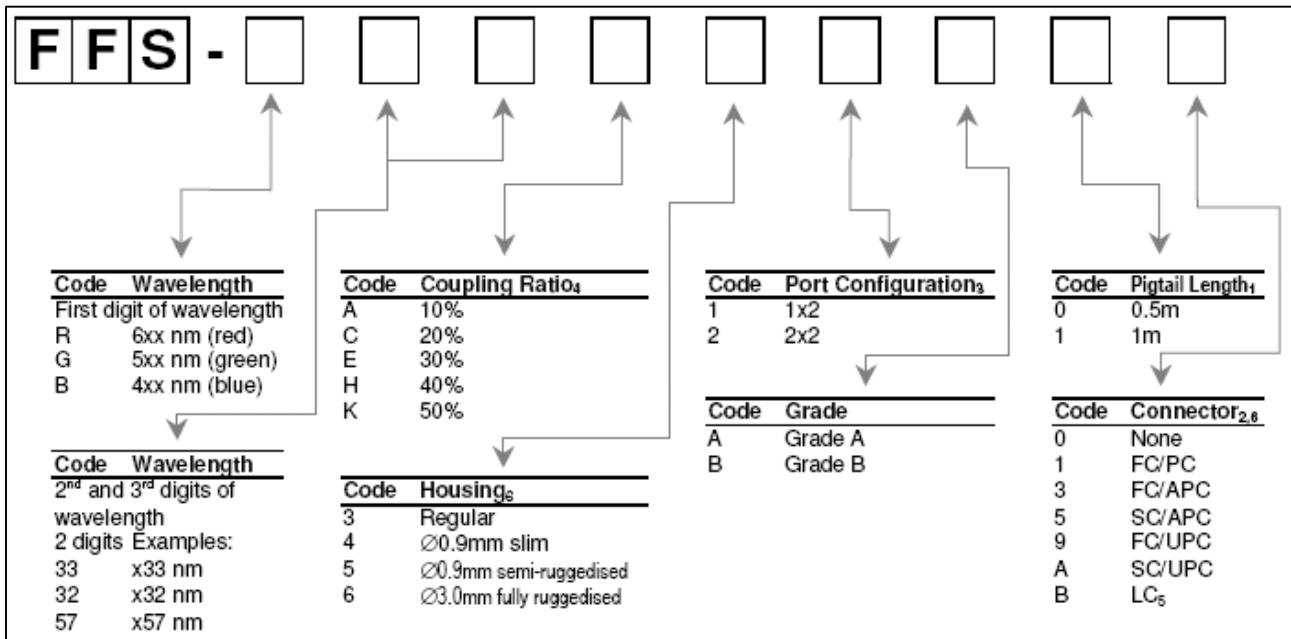 FFS-
Code Wavelength
First digit of wavelength
R 6xx nm (red)
G 5xx nm (green)
B 4xx nm (blue)
Code Wavelength
2nd and 3rd digits of
wavelength
2 digits Examples:
33 x33 nm
32 x32 nm
57 x57 nm
Code Coupling Ratio4
A 10%
C 20%
E 30%
H 40%
K 50%
Code Housing6
3 Regular
4 ∅0.9mm slim
5 ∅0.9mm semi-ruggedised
6 ∅3.0mm fully ruggedised
Code Port Configuration3
1 1x2
2 2x2
Code Grade
A Grade A
B Grade B
Code Pigtail Length1
0 0.5m
1 1m
Code Connector2,6
0 None
1 FC/PC
3 FC/APC
5 SC/APC
9 FC/UPC
A SC/UPC
B LC5